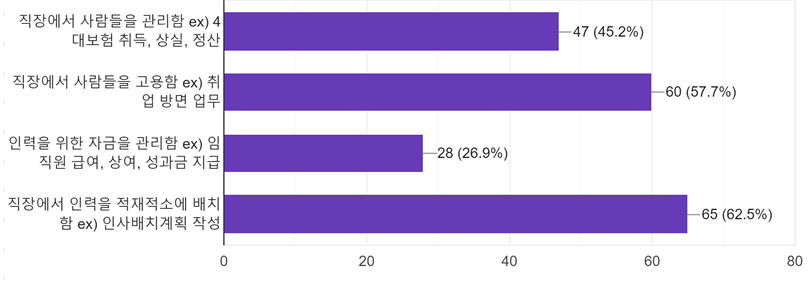 직장에서 사람들을 관리함 ex) 4
대보험 취득, 상실, 정산
47 (45.2%)
직장에서 사람들을 고용함 ex) 취
업 방면 업무
60 (57.7%)
인력을 위한 자금을 관리함 ex) 임
직원 급여, 상여, 성과금 지급
28 (26.9%)
직장에서 인력을 적재적소에 배치
함 ex) 인사배치계획 작성
65 (62.5%)
0 20 40 60 80